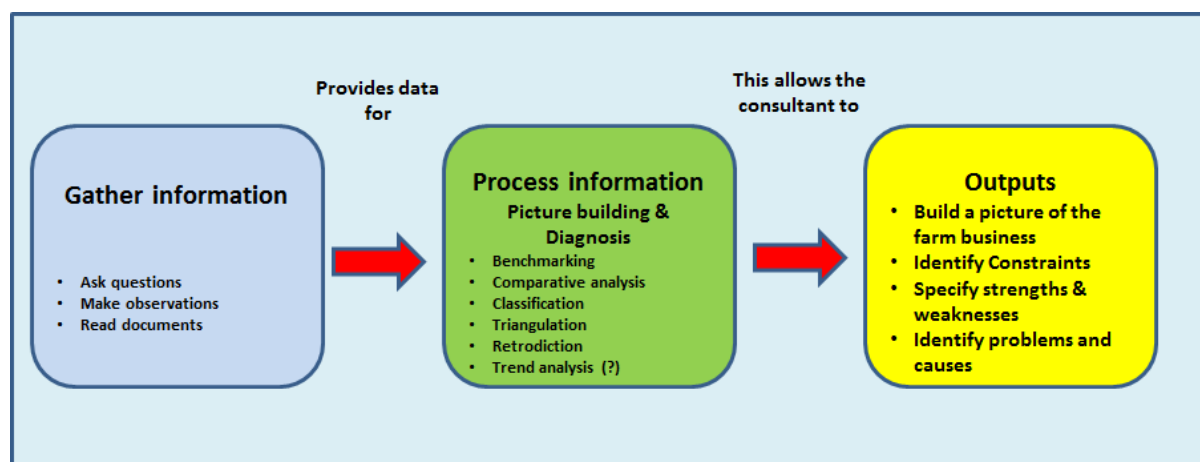 Provides data
for
This allows the
consultant to
Gather information
• Ask questions
• Make observations
• Read documents
Process information
Picture building &
Diagnosis
• Benchmarking
• Comparative analysis
• Classification
• Triangulation
• Retrodiction
• Trend analysis (?)
Outputs
• Build a picture of the
farm business
• Identify Constraints
• Specify strengths &
weaknesses
• Identify problems and
causes